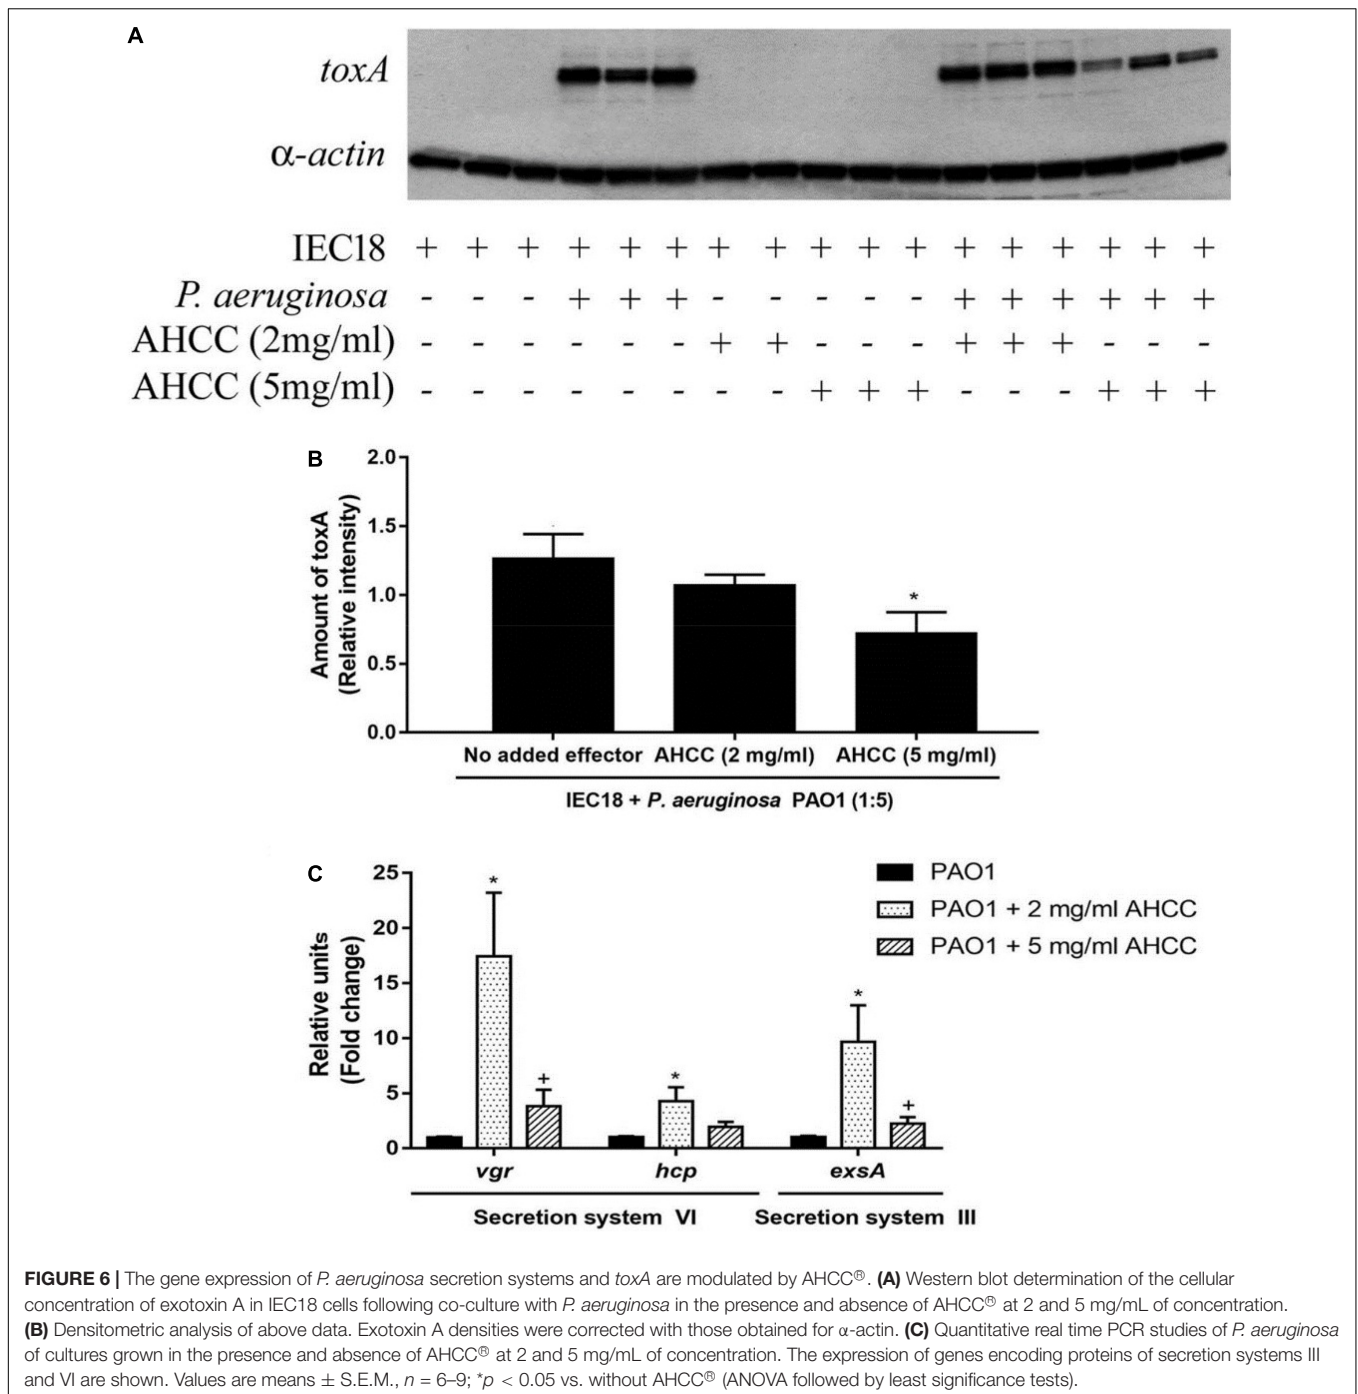 A
toxA
α-actin
IEC18 + + + + + + + + + + + + + + + + +
P. aeruginosa - - - + + + - - - - - + + + + + +
AHCC (2mg/ml) - - - - - - + + - - - + + + - - -
AHCC (5mg/ml) - - - - - - - - + + + - - - + + +
B
Amount of toxA
(Relative intensity)
2.0
1.5
1.0
0.5
0.0
*
No added effector AHCC (2 mg/ml) AHCC (5 mg/ml)
IEC18 + P. aeruginosa PAO1 (1:5)
C
Relative units
(Fold change)
25
20
15
10
5
0
* + * * +
PAO1
PAO1 + 2 mg/ml AHCC
PAO1 + 5 mg/ml AHCC
vgr hcp exsA
Secretion system VI Secretion system III
FIGURE 6 | The gene expression of P. aeruginosa secretion systems and toxA are modulated by AHCC®. (A) Western blot determination of the cellular
concentration of exotoxin A in IEC18 cells following co-culture with P. aeruginosa in the presence and absence of AHCC® at 2 and 5 mg/mL of concentration.
(B) Densitometric analysis of above data. Exotoxin A densities were corrected with those obtained for α-actin. (C) Quantitative real time PCR studies of P. aeruginosa
of cultures grown in the presence and absence of AHCC® at 2 and 5 mg/mL of concentration. The expression of genes encoding proteins of secretion systems III
and VI are shown. Values are means ± S.E.M., n = 6–9; *p < 0.05 vs. without AHCC® (ANOVA followed by least significance tests).